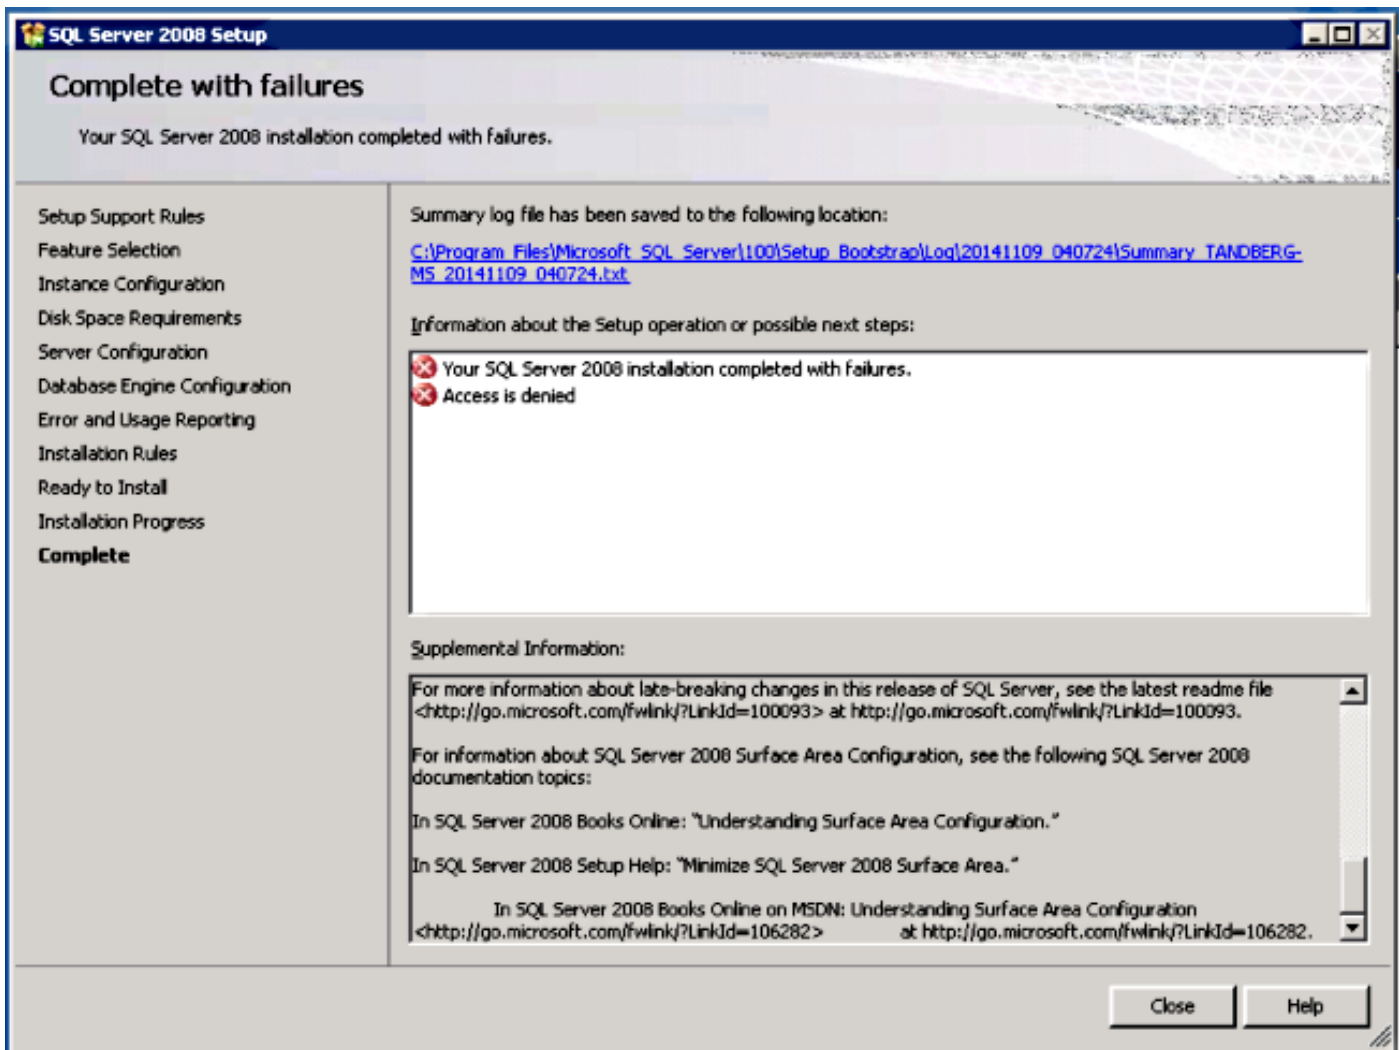 SQL Server 2008 Setup
Complete with failures
Your SQL Server 2008 installation completed with failures.
Setup Support Rules
Feature Selection
Instance Configuration
Disk Space Requirements
Server Configuration
Database Engine Configuration
Error and Usage Reporting
Installation Rules
Ready to Install
Installation Progress
Complete
Summary log file has been saved to the following location:
C:\Program Files\Microsoft SQL Server\100\Setup Bootstrap\Log\20141109_040724\Summary_TANDBERG-
MS_20141109_040724.txt
Information about the Setup operation or possible next steps:
Your SQL Server 2008 installation completed with failures.
Access is denied
Supplemental Information:
For more information about late-breaking changes in this release of SQL Server, see the latest readme file
<http://go.microsoft.com/fwlink/?LinkId=100093> at http://go.microsoft.com/fwlink/?LinkId=100093.
For information about SQL Server 2008 Surface Area Configuration, see the following SQL Server 2008
documentation topics:
In SQL Server 2008 Books Online: "Understanding Surface Area Configuration."
In SQL Server 2008 Setup Help: "Minimize SQL Server 2008 Surface Area."
In SQL Server 2008 Books Online on MSDN: Understanding Surface Area Configuration
<http://go.microsoft.com/fwlink/?LinkId=106282> at http://go.microsoft.com/fwlink/?LinkId=106282.
Close
Help